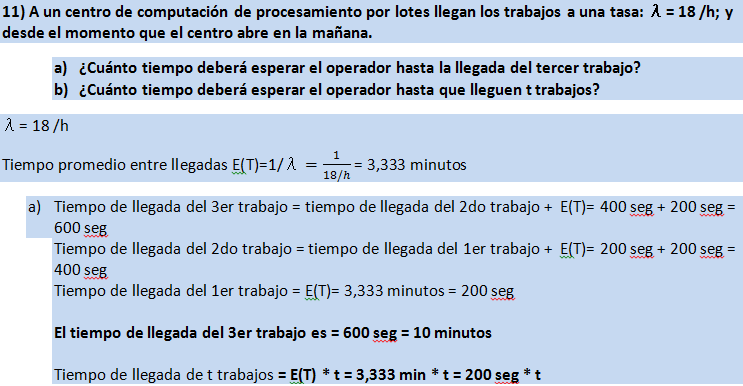 11) A un centro de computación de procesamiento por lotes llegan los trabajos a una tasa: λ = 18 /h; y
desde el momento que el centro abre en la mañana.
a) ¿Cuánto tiempo deberá esperar el operador hasta la llegada del tercer trabajo?
b) ¿Cuánto tiempo deberá esperar el operador hasta que lleguen t trabajos?
λ = 18 /h
Tiempo promedio entre llegadas E(T)=1/ λ = 1/18/h = 3,333 minutos
a) Tiempo de llegada del 3er trabajo = tiempo de llegada del 2do trabajo + E(T)= 400 seg + 200 seg =
600 seg
Tiempo de llegada del 2do trabajo = tiempo de llegada del 1er trabajo + E(T)= 200 seg + 200 seg =
400 seg
Tiempo de llegada del 1er trabajo = E(T)= 3,333 minutos = 200 seg
El tiempo de llegada del 3er trabajo es = 600 seg = 10 minutos
Tiempo de llegada de t trabajos = E(T) * t = 3,333 min * t = 200 seg * t